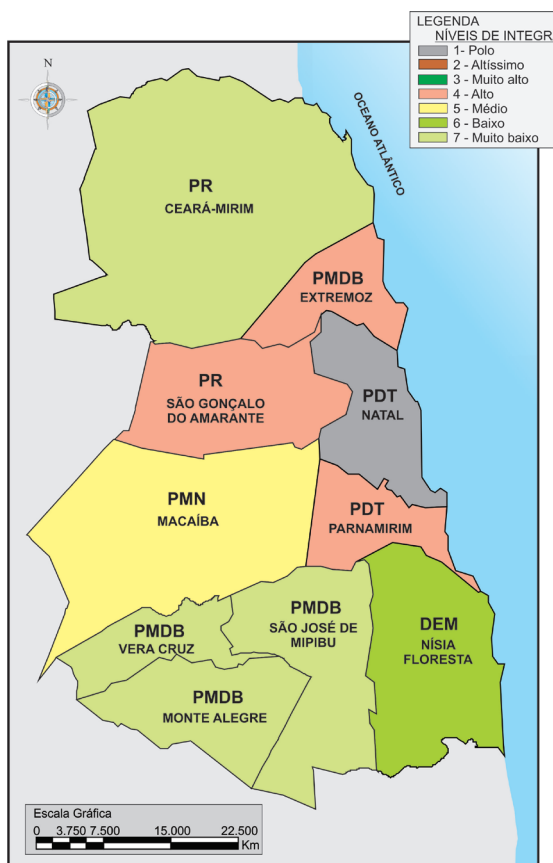 LEGENDA
NÍVEIS DE INTEGR
1- Polo
2 - Altíssimo
3 - Muito alto
4 - Alto
5 - Médio
6 - Baixo
7 - Muito baixo
N
OCEANO ATLÂNTICO
PR
CEARÁ-MIRIM
PMDB
EXTREMOZ
PR
SÃO GONÇALO
DO AMARANTE
PDT
NATAL
PMN
MACAÍBA
PDT
PARNAMIRIM
PMDB
VERA CRUZ
PMDB
SÃO JOSÉ DE
MIPIBU
DEM
NÍSIA
FLORESTA
PMDB
MONTE ALEGRE
Escala Gráfica
0 3.750 7.500 15.000 22.500
Km